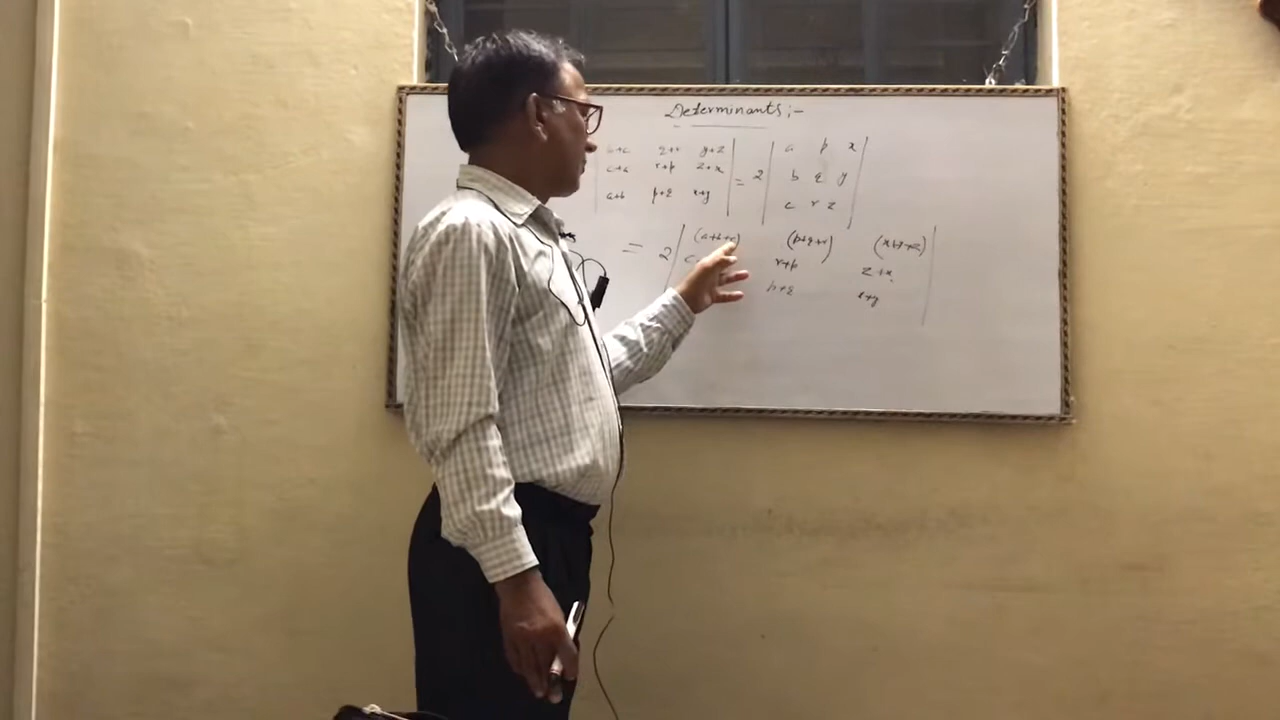 Determinants :-
b+c q+r y+z a p x
c+a r+p z+x = 2 b q y
a+b p+q x+y c r z
= 2 (a+b+c) (p+q+r) (x+y+z)
c r+p z+x
p+q x+y